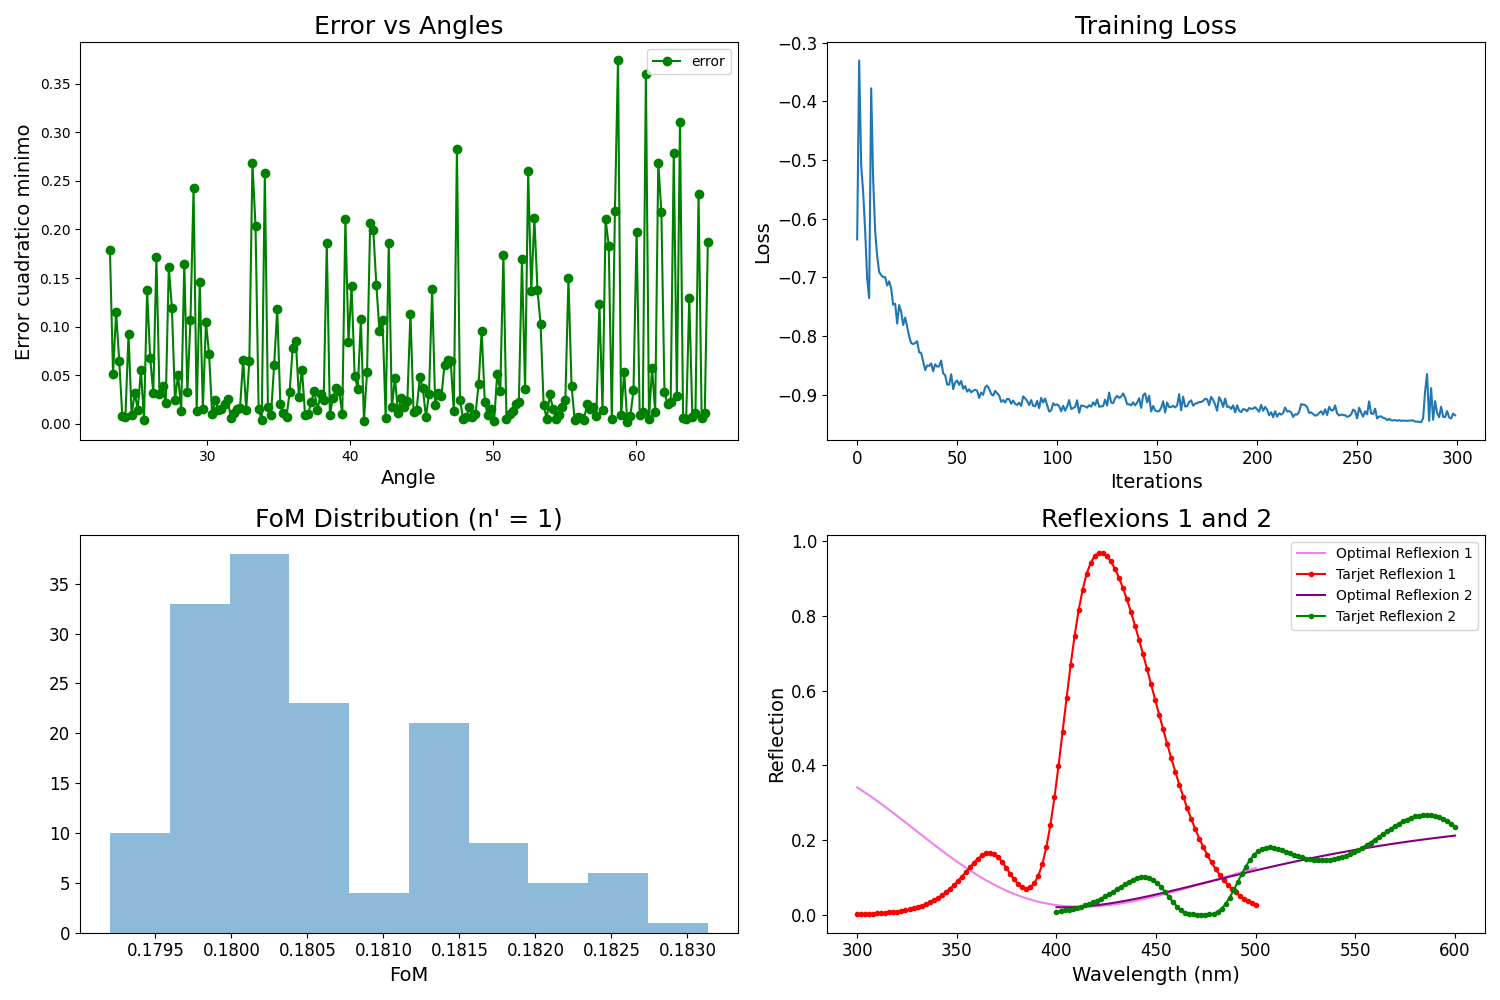 Error vs Angles
error
Error cuadratico minimo
0.35
0.30
0.25
0.20
0.15
0.10
0.05
0.00
30 40 50 60
Angle
Training Loss
Loss
−0.3
−0.4
−0.5
−0.6
−0.7
−0.8
−0.9
0 50 100 150 200 250 300
Iterations
FoM Distribution (n' = 1)
35
30
25
20
15
10
5
0
0.1795 0.1800 0.1805 0.1810 0.1815 0.1820 0.1825 0.1830
FoM
Reflexions 1 and 2
Optimal Reflexion 1
Tarjet Reflexion 1
Optimal Reflexion 2
Tarjet Reflexion 2
Reflection
1.0
0.8
0.6
0.4
0.2
0.0
300 350 400 450 500 550 600
Wavelength (nm)